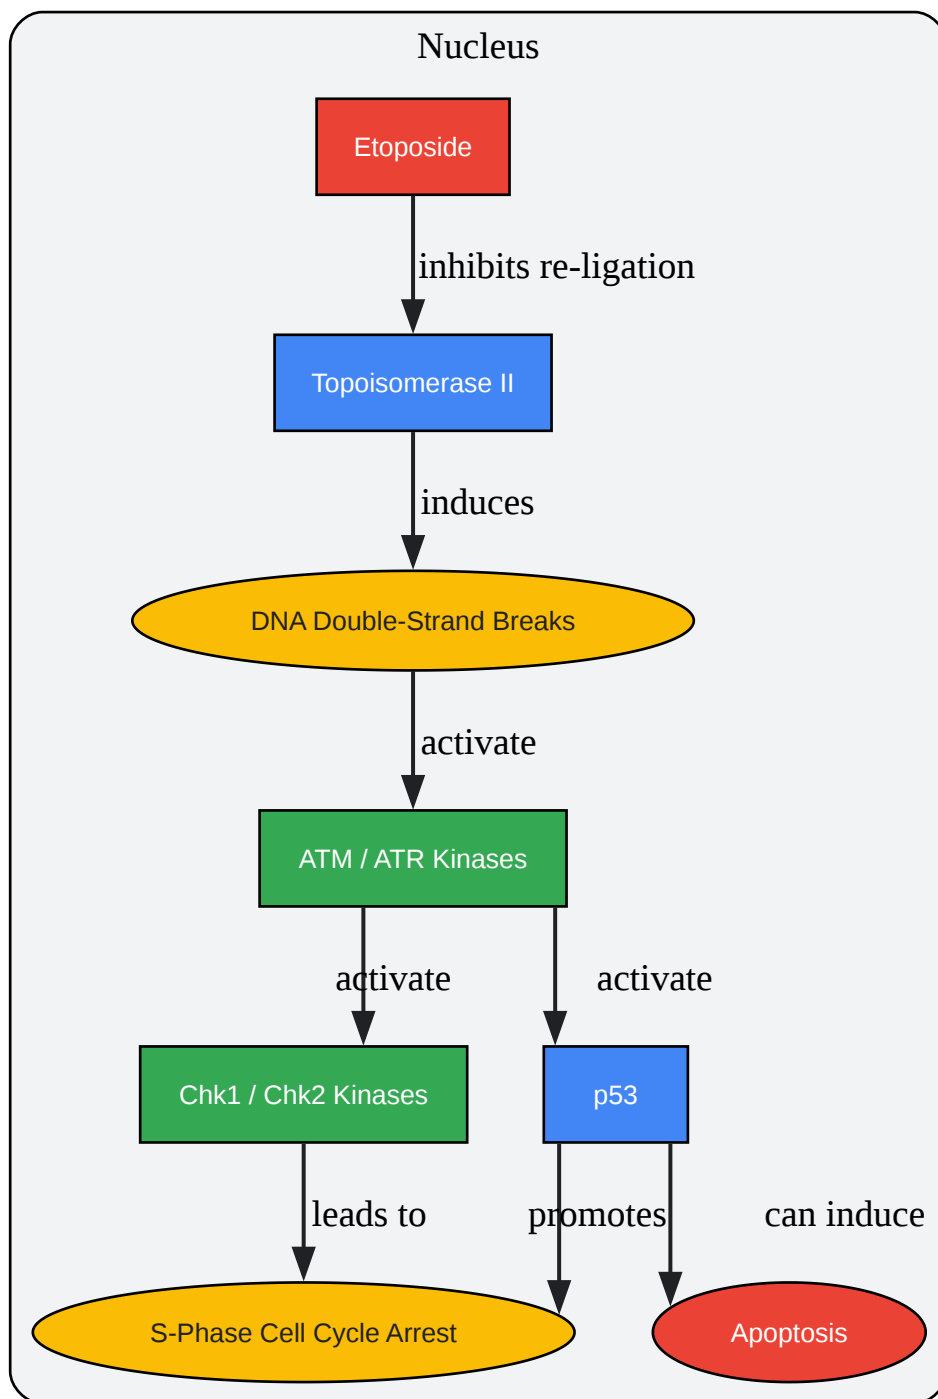 Nucleus
Etoposide
inhibits re-ligation
Topoisomerase II
induces
DNA Double-Strand Breaks
activate
ATM / ATR Kinases
activate
activate
Chk1 / Chk2 Kinases
p53
leads to
promotes
can induce
S-Phase Cell Cycle Arrest
Apoptosis